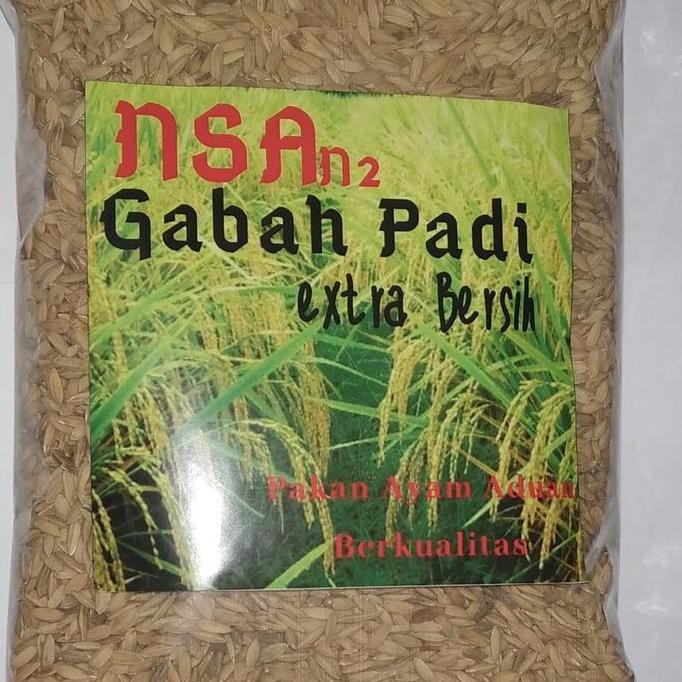 NSAn2
Gabah Padi
extra Bersih
Pakan Ayam Aduan
Berkualitas